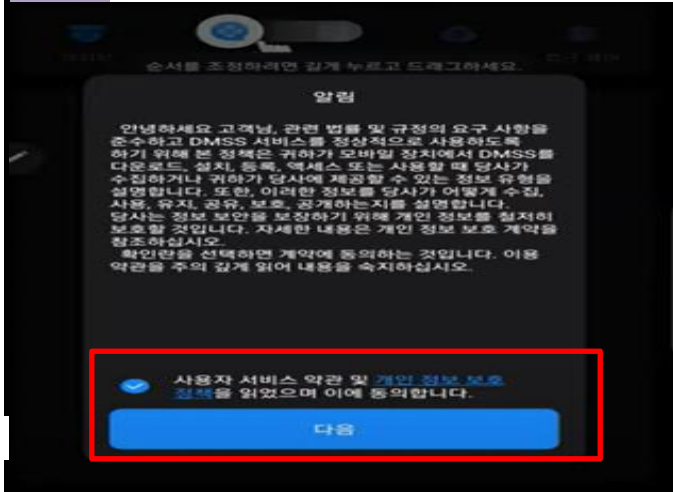 순서를 조정하려면 길게 누르고 드래그하세요.
알림
안녕하세요 고객님, 관련 법률 및 규정의 요구 사항을
준수하고 DMSS 서비스를 정상적으로 사용하도록
하기 위해 본 정책은 귀하가 모바일 장치에서 DMSS를
다운로드, 설치, 등록, 액세스 또는 사용할 때 당사가
수집하거나 귀하가 당사에 제공할 수 있는 정보 유형을
설명합니다. 또한, 이러한 정보를 당사가 어떻게 수집,
사용, 유지, 공유, 보호, 공개하는지를 설명합니다.
당사는 정보 보안을 보장하기 위해 개인 정보를 철저히
보호할 것입니다. 자세한 내용은 개인 정보 보호 계약을
참조하십시오.
확인란을 선택하면 계약에 동의하는 것입니다. 이용
약관을 주의 깊게 읽어 내용을 숙지하십시오.
사용자 서비스 약관 및 개인 정보 보호
정책을 읽었으며 이에 동의합니다.
다음